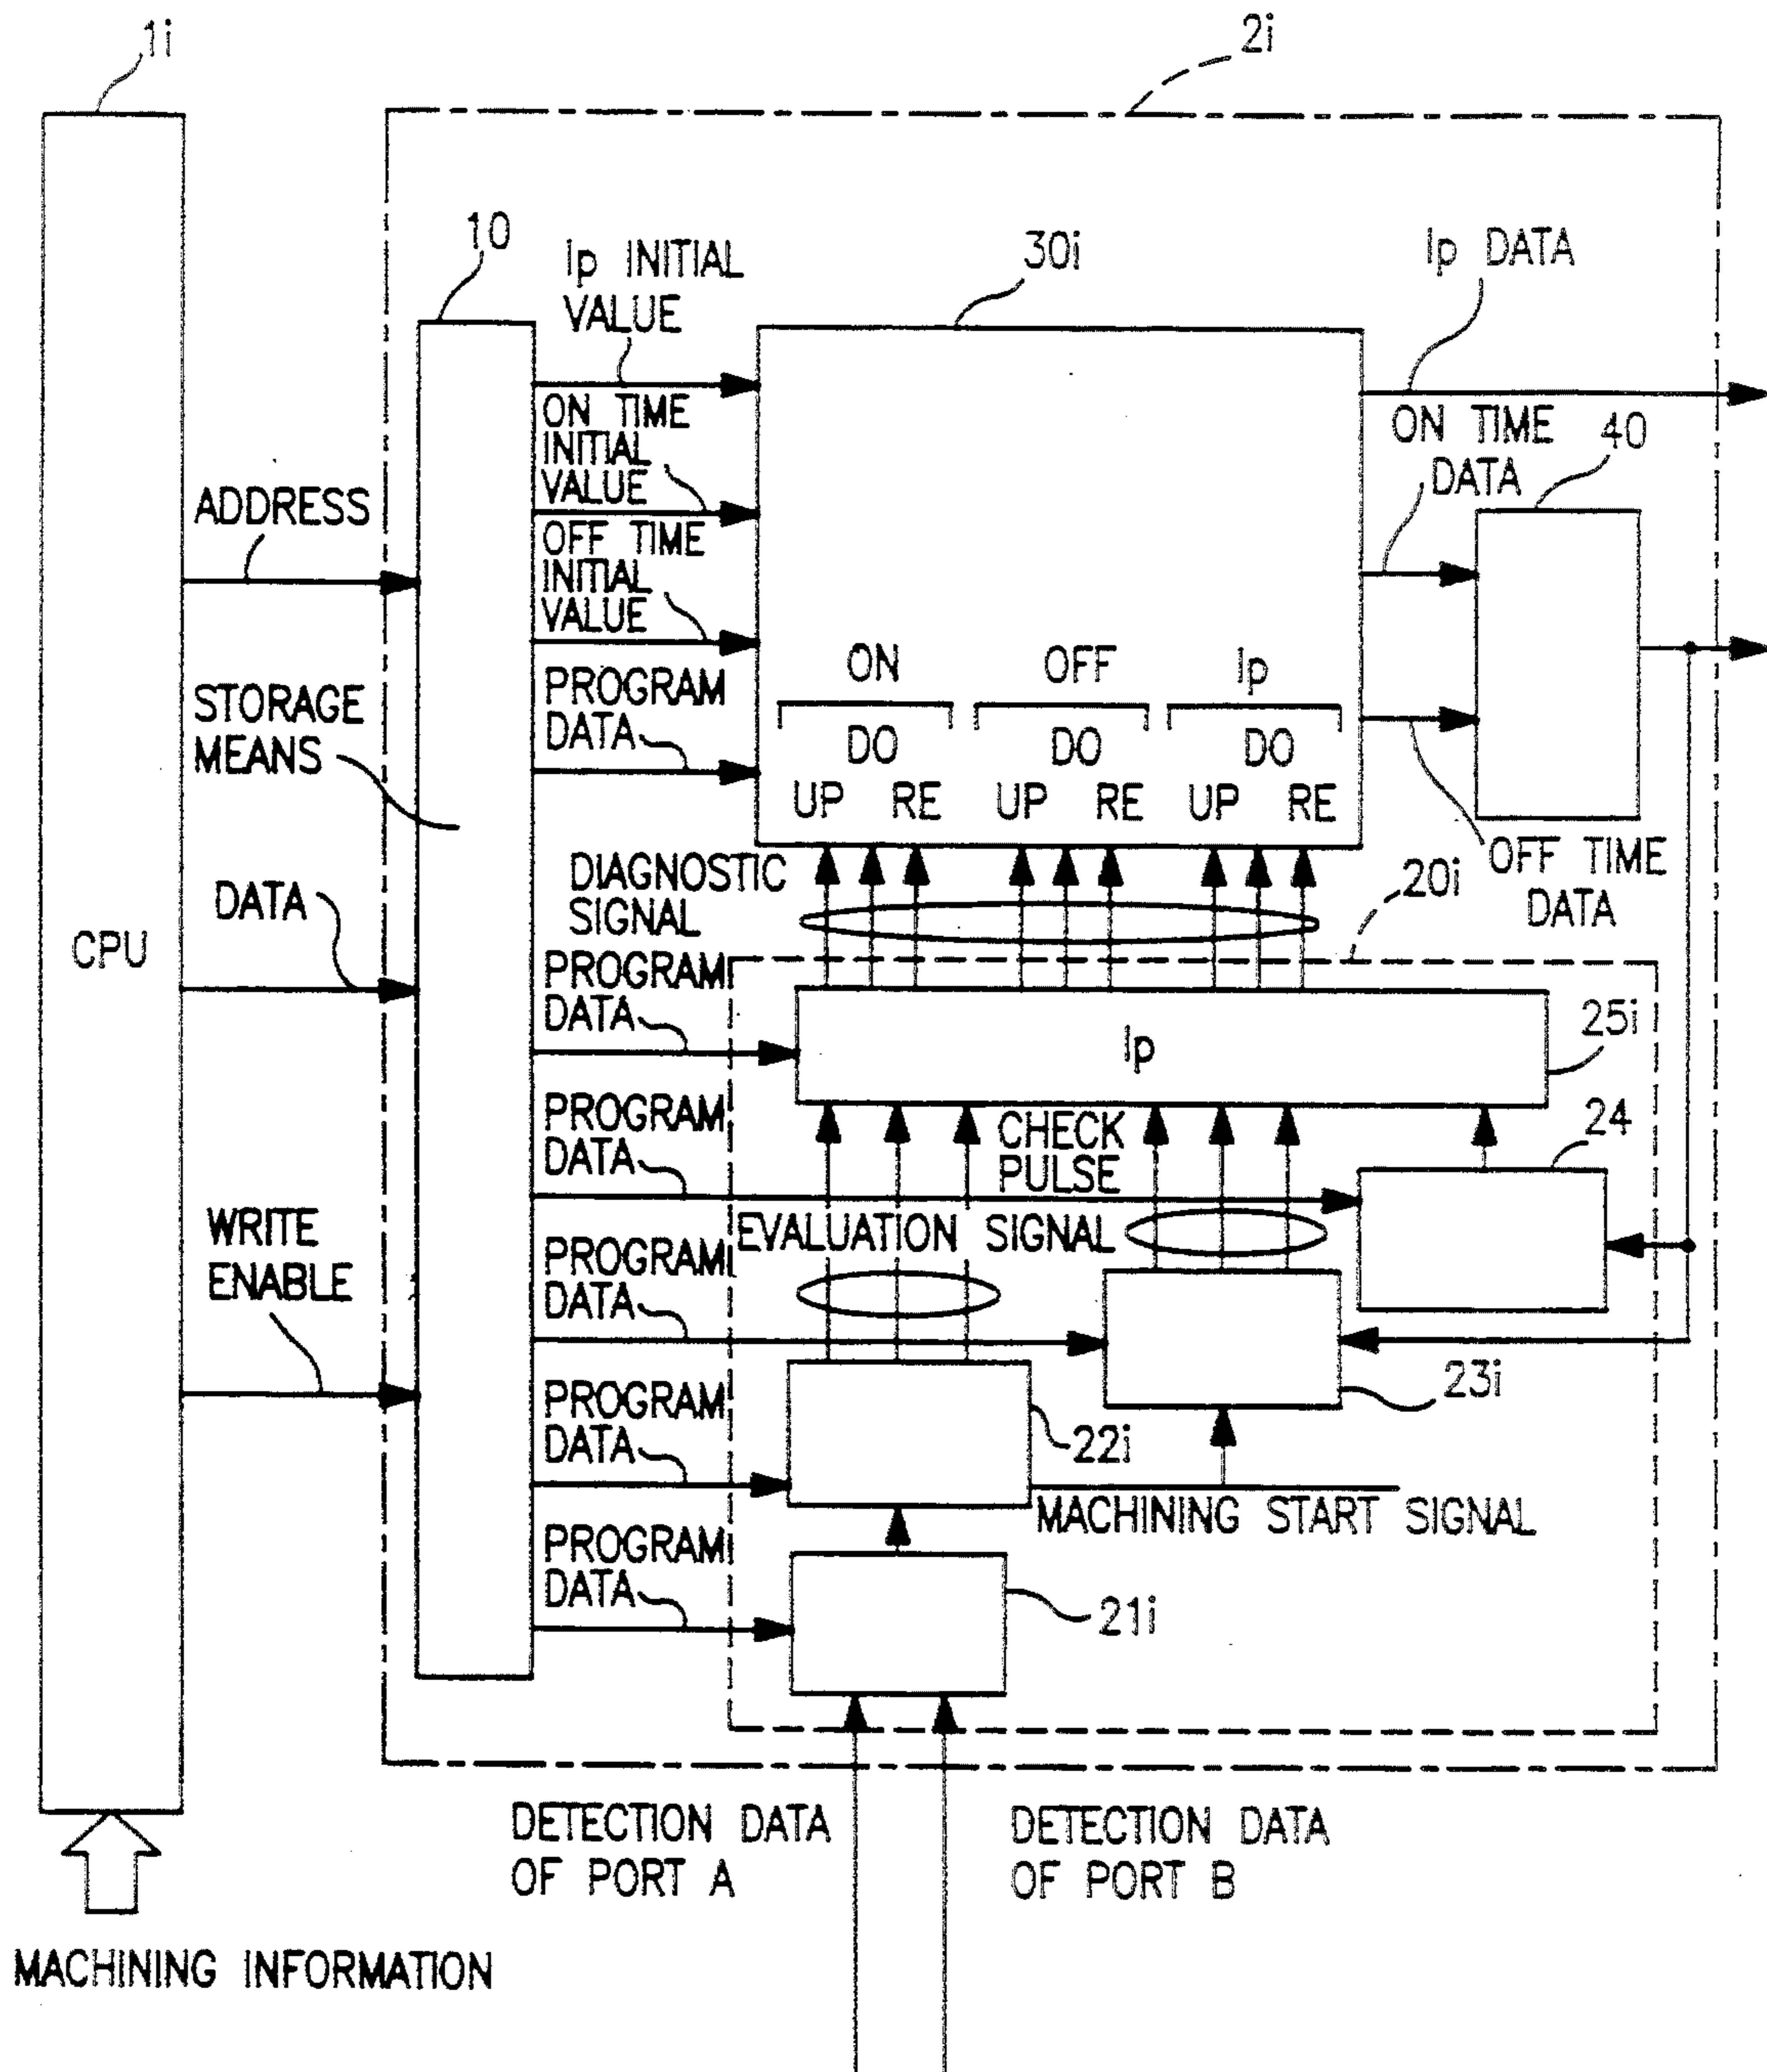 1i
2i
10
Ip INITIAL
VALUE
30i
Ip DATA
ON TIME
INITIAL
VALUE
ON TIME
DATA
40
ADDRESS
OFF TIME
INITIAL
VALUE
STORAGE
MEANS
PROGRAM
DATA
ON OFF Ip
DO DO DO
UP RE UP RE UP RE
OFF TIME
DATA
DIAGNOSTIC
SIGNAL
20i
DATA
CPU
PROGRAM
DATA
Ip
25i
PROGRAM
DATA
CHECK
PULSE
24
WRITE
ENABLE
EVALUATION SIGNAL
PROGRAM
DATA
23i
PROGRAM
DATA
22i
MACHINING START SIGNAL
PROGRAM
DATA
21i
DETECTION DATA
OF PORT A
DETECTION DATA
OF PORT B
MACHINING INFORMATION